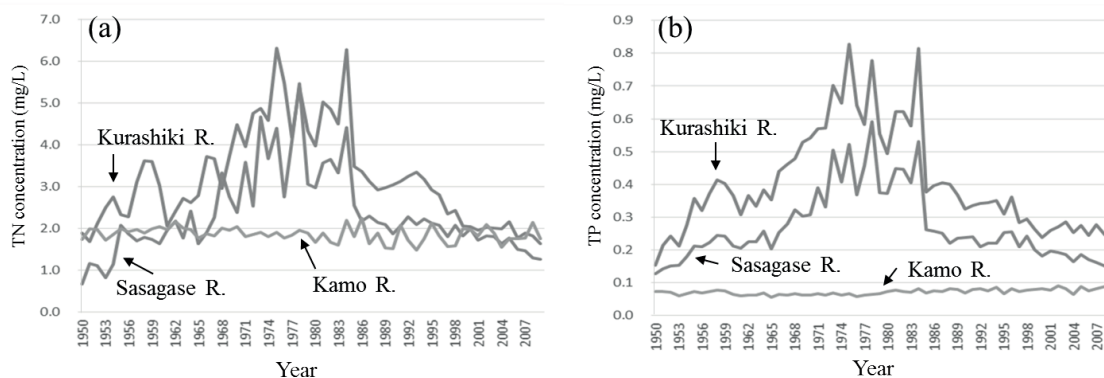 (a)
TN concentration (mg/L)
7.0
6.0
5.0
4.0
3.0
2.0
1.0
0.0
Kurashiki R.
Sasagase R.
Kamo R.
1950 1953 1956 1959 1962 1965 1968 1971 1974 1977 1980 1983 1986 1989 1992 1995 1998 2001 2004 2007
Year
(b)
TP concentration (mg/L)
0.9
0.8
0.7
0.6
0.5
0.4
0.3
0.2
0.1
0.0
Kurashiki R.
Sasagase R.
Kamo R.
1950 1953 1956 1959 1962 1965 1968 1971 1974 1977 1980 1983 1986 1989 1992 1995 1998 2001 2004 2007
Year